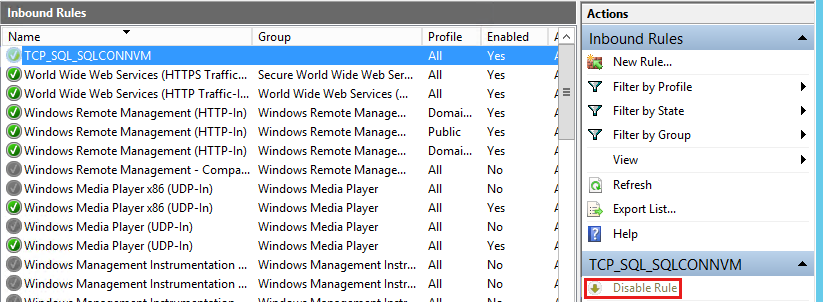 Inbound Rules
Name Group Profile Enabled A
TCP_SQL_SQLCONNVM All Yes A
World Wide Web Services (HTTPS Traffic-... Secure World Wide Web Ser... All Yes A
World Wide Web Services (HTTP Traffic-I... World Wide Web Services (... All Yes A
Windows Remote Management (HTTP-In) Windows Remote Manage... Domai... Yes A
Windows Remote Management (HTTP-In) Windows Remote Manage... Public Yes A
Windows Remote Management (HTTP-In) Windows Remote Manage... Domai... Yes A
Windows Remote Management - Compa... Windows Remote Manage... All No A
Windows Media Player x86 (UDP-In) Windows Media Player All No A
Windows Media Player x86 (UDP-In) Windows Media Player All Yes A
Windows Media Player (UDP-In) Windows Media Player All No A
Windows Media Player (UDP-In) Windows Media Player All Yes A
Windows Management Instrumentation ... Windows Management Instr... All No A
Windows Management Instrumentation ... Windows Management Instr... All No A
Actions
Inbound Rules
New Rule...
Filter by Profile
Filter by State
Filter by Group
View
Refresh
Export List...
Help
TCP_SQL_SQLCONNVM
Disable Rule